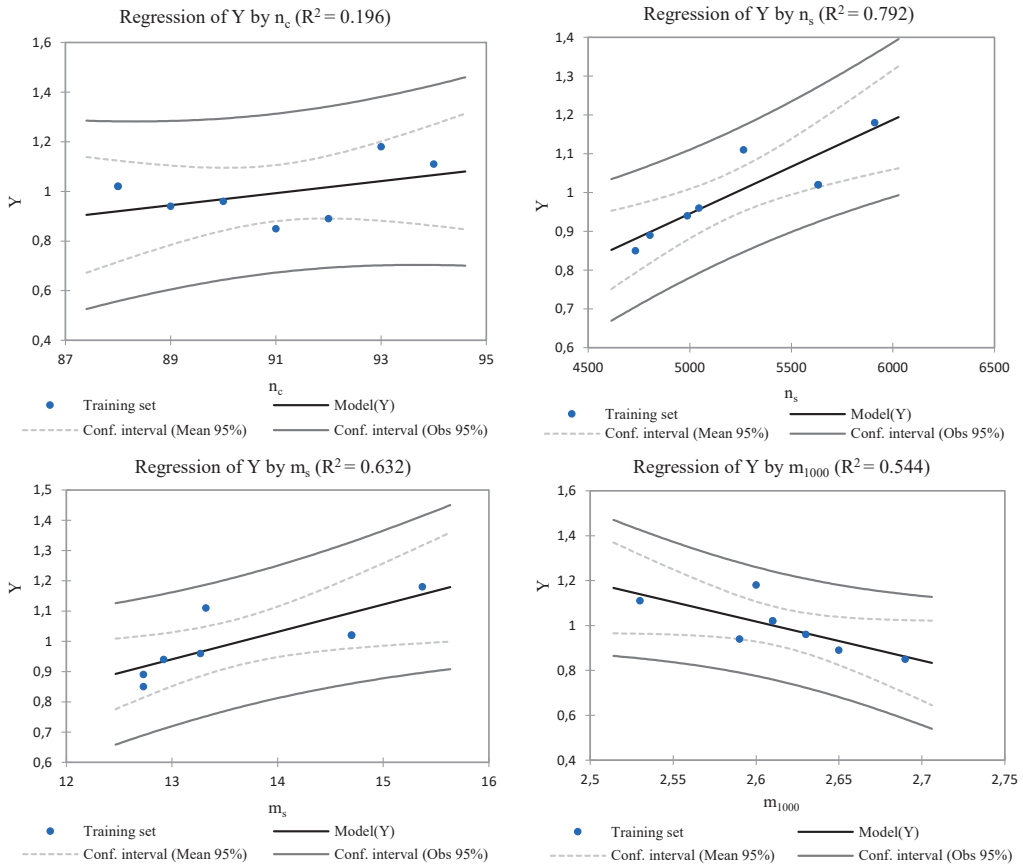 Regression of Y by n_c (R² = 0.196)
1,6
1,4
1,2
1
0,8
0,6
0,4
Y
87 89 91 93 95
n_c
Training set Model(Y)
Conf. interval (Mean 95%) Conf. interval (Obs 95%)
Regression of Y by n_s (R² = 0.792)
1,4
1,3
1,2
1,1
1
0,9
0,8
0,7
0,6
Y
4500 5000 5500 6000 6500
n_s
Training set Model(Y)
Conf. interval (Mean 95%) Conf. interval (Obs 95%)
Regression of Y by m_s (R² = 0.632)
1,5
1,4
1,3
1,2
1,1
1
0,9
0,8
0,7
0,6
Y
12 13 14 15 16
m_s
Training set Model(Y)
Conf. interval (Mean 95%) Conf. interval (Obs 95%)
Regression of Y by m_1000 (R² = 0.544)
1,6
1,4
1,2
1
0,8
0,6
0,4
Y
2,5 2,55 2,6 2,65 2,7 2,75
m_1000
Training set Model(Y)
Conf. interval (Mean 95%) Conf. interval (Obs 95%)